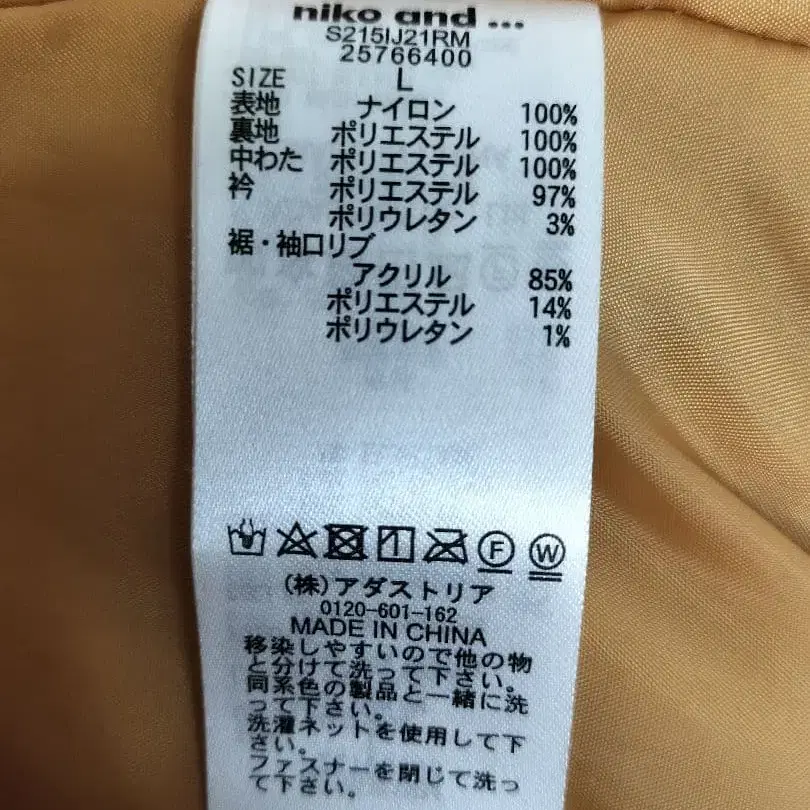 niko and ...
S215IJ21RM
25766400
SIZE L
表地 ナイロン 100%
裏地 ポリエステル 100%
中わた ポリエステル 100%
衿 ポリエステル 97%
ポリウレタン 3%
裾・袖口リブ
アクリル 85%
ポリエステル 14%
ポリウレタン 1%
F W
(株)アダストリア
0120-601-162
MADE IN CHINA
移染しやすいので他の物
と分けて洗って下さい。
同系色の製品と一緒に洗
って下さい。
洗濯ネットを使用して下
さい。
ファスナーを閉じて洗っ
て下さい。